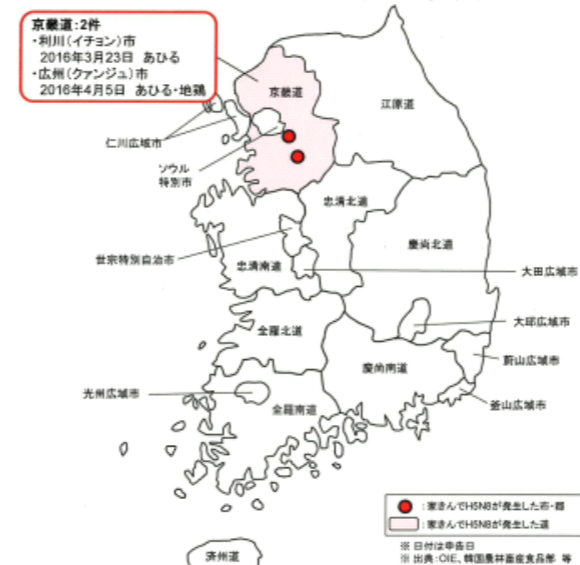 京畿道:2件
・利川(イチョン)市
2016年3月23日 あひる
・広州(クァンジュ)市
2016年4月5日 あひる・地鶏
京畿道
江原道
仁川広域市
ソウル
特別市
忠清北道
慶尚北道
世宗特別自治市
忠清南道
大田広域市
全羅北道
大邱広域市
慶尚南道
蔚山広域市
光州広域市
釜山広域市
全羅南道
:家きんでH5N8が発生した市・郡
:家きんでH5N8が発生した道
※ 日付は申告日
※ 出典:OIE、韓国農林畜産食品部 等
済州道